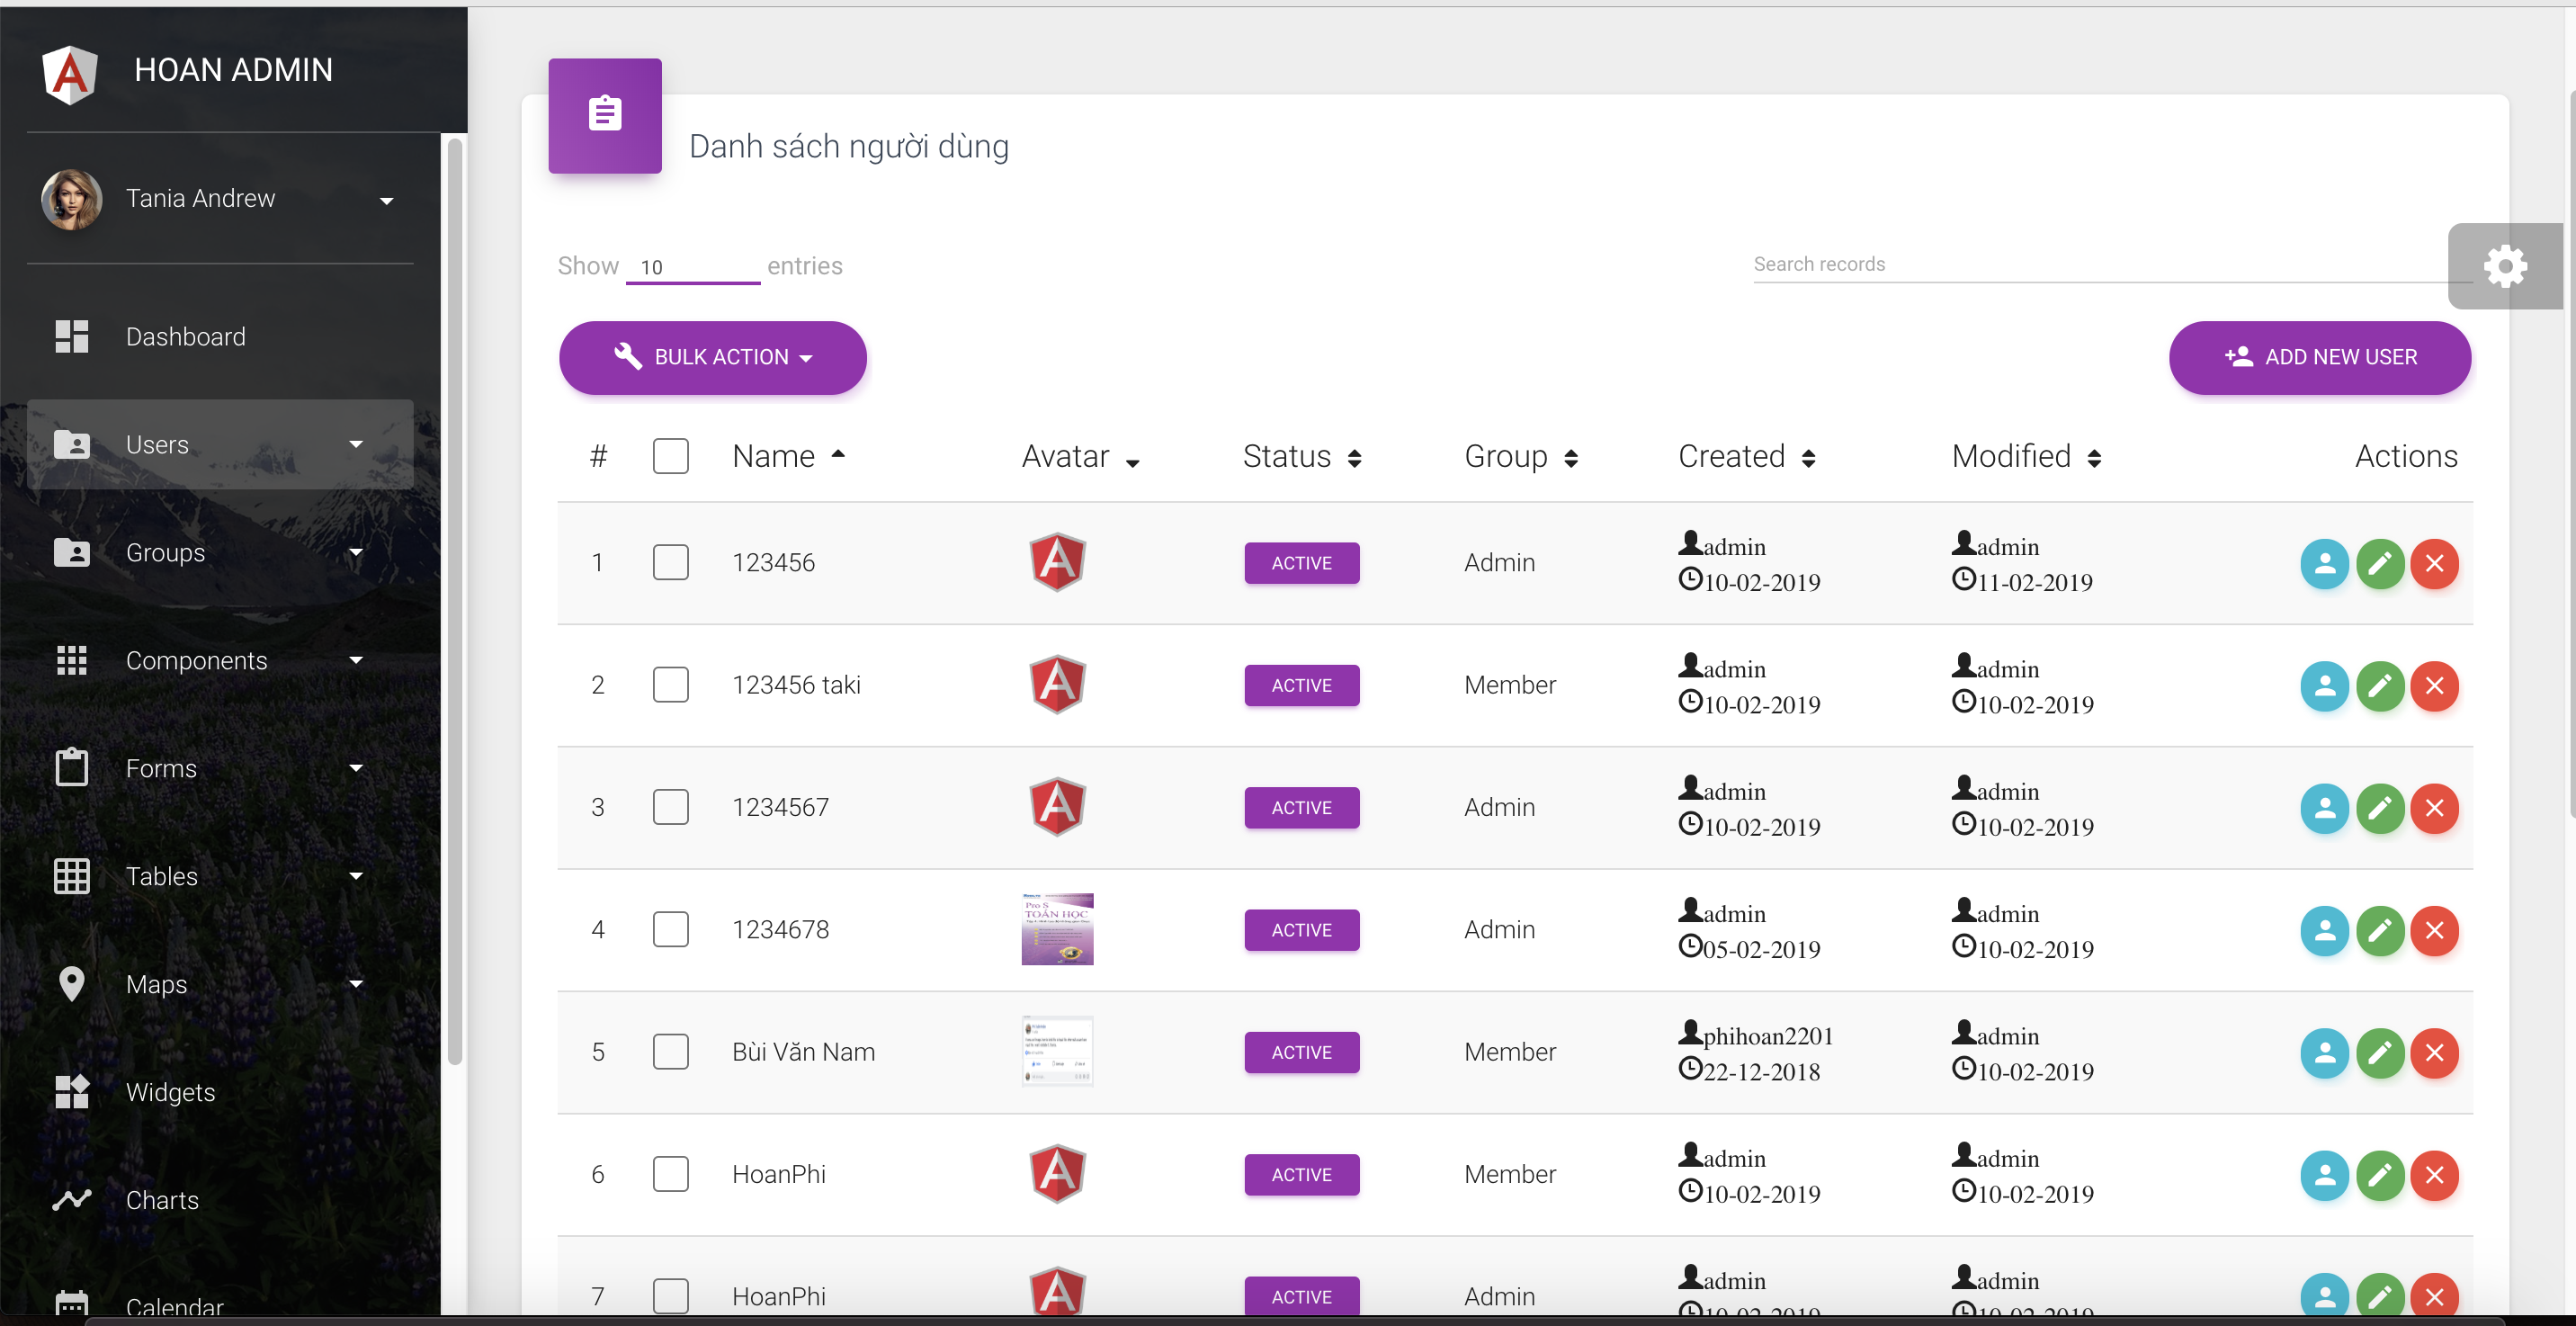 HOAN ADMIN
Tania Andrew
Dashboard
Users
Groups
Components
Forms
Tables
Maps
Widgets
Charts
Calendar
Danh sách người dùng
Show 10 entries
Search records
BULK ACTION
ADD NEW USER
# Name Avatar Status Group Created Modified Actions
1 123456 ACTIVE Admin admin 10-02-2019 admin 11-02-2019
2 123456 taki ACTIVE Member admin 10-02-2019 admin 10-02-2019
3 1234567 ACTIVE Admin admin 10-02-2019 admin 10-02-2019
4 1234678 Pro S TOÁN HỌC ACTIVE Admin admin 05-02-2019 admin 10-02-2019
5 Bùi Văn Nam ACTIVE Member phihoan2201 22-12-2018 admin 10-02-2019
6 HoanPhi ACTIVE Member admin 10-02-2019 admin 10-02-2019
7 HoanPhi ACTIVE Admin admin 10-02-2019 admin 10-02-2019